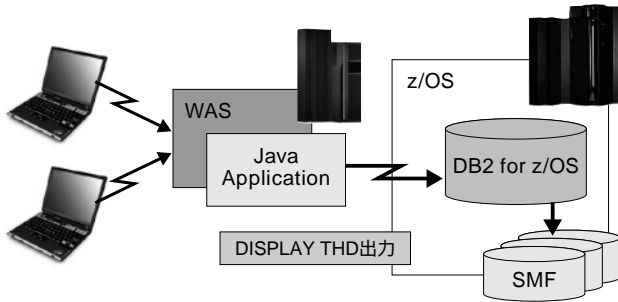 z/OS
WAS
Java
Application
DB2 for z/OS
DISPLAY THD出力
SMF